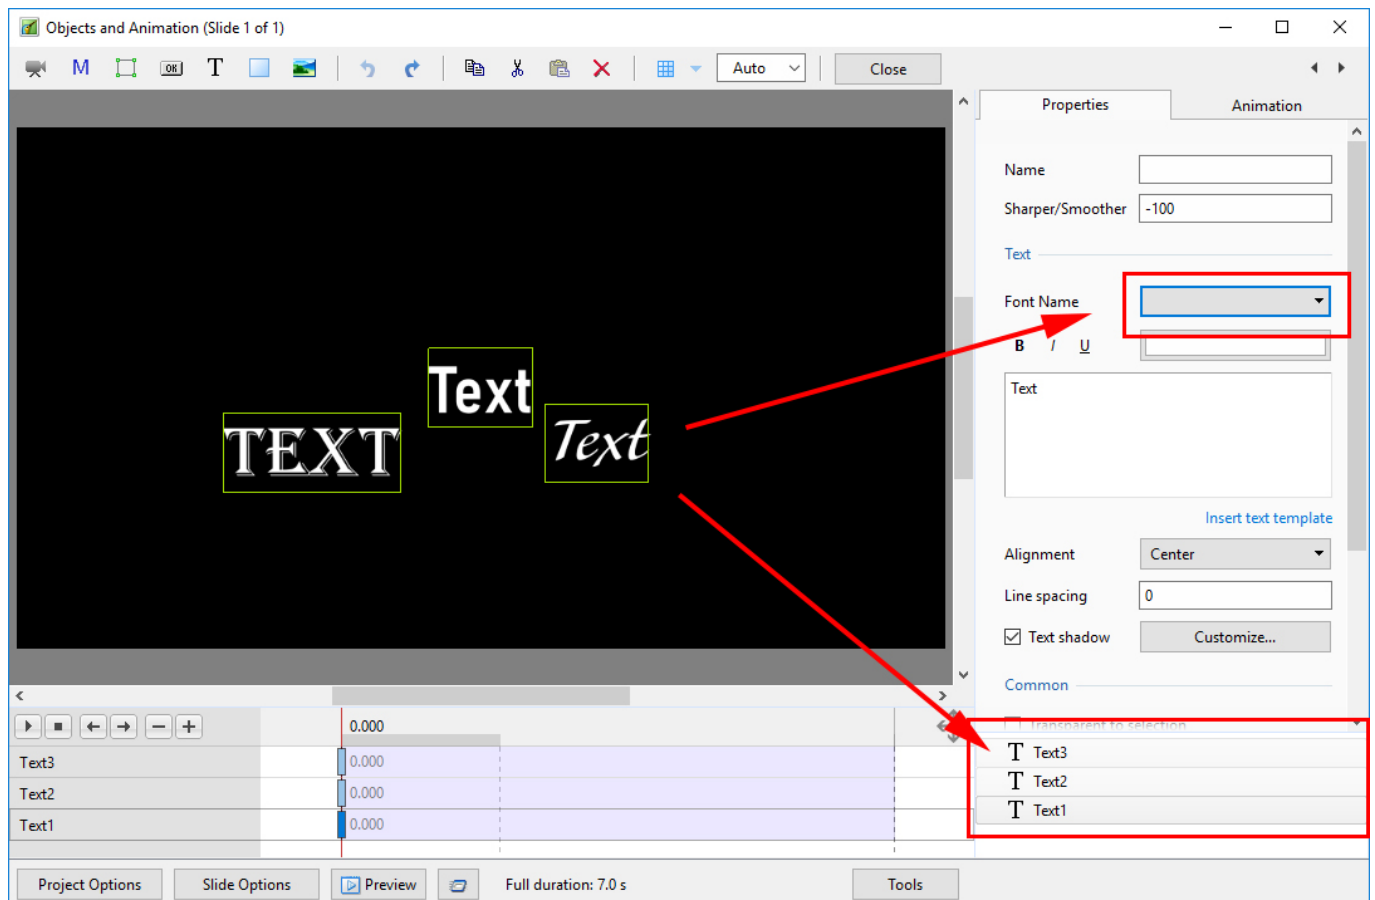 Objects and Animation (Slide 1 of 1)
M OK T Auto Close
Properties Animation
Name
Sharper/Smoother -100
Text
Font Name
B I U
Text
Insert text template
Alignment Center
Line spacing 0
Text shadow Customize...
Common
Transparent to selection
Text
TEXT
Text
0.000
Text3 0.000
Text2 0.000
Text1 0.000
T Text3
T Text2
T Text1
Project Options Slide Options Preview Full duration: 7.0 s Tools